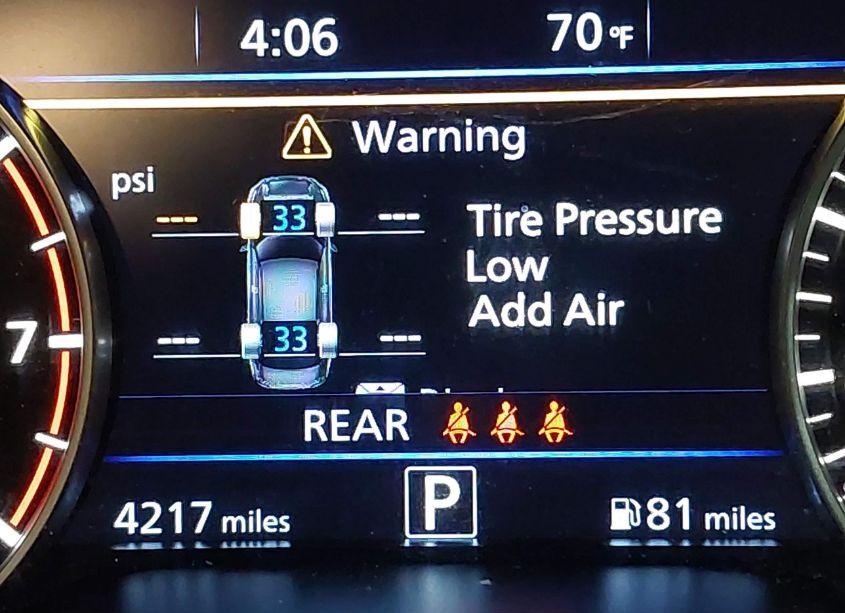 4:06 70 °F
Warning
psi
--- 33 ---
Tire Pressure
Low
Add Air
7
--- 33 ---
REAR
4217 miles P 81 miles